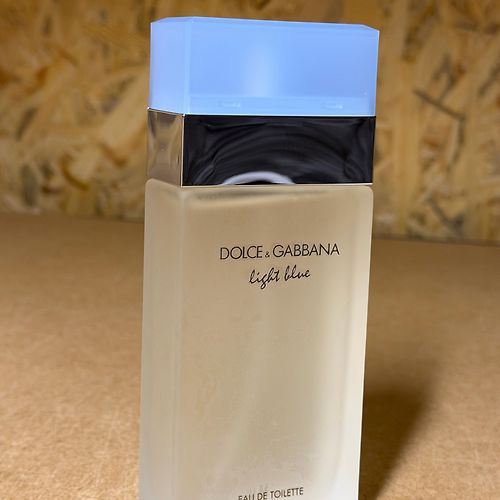 DOLCE & GABBANA
light blue
EAU DE TOILETTE